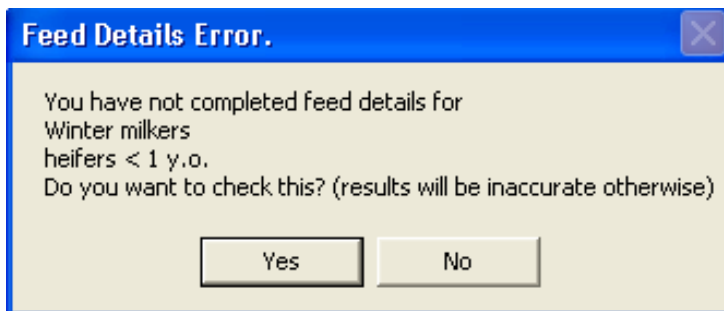 Feed Details Error.
You have not completed feed details for
Winter milkers
heifers < 1 y.o.
Do you want to check this? (results will be inaccurate otherwise)
Yes
No